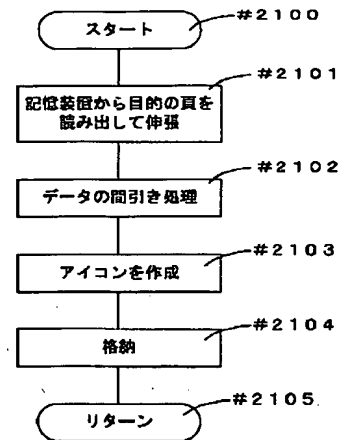 スタート
#2100
#2101
記憶装置から目的の頁を
読み出して伸張
#2102
データの間引き処理
#2103
アイコンを作成
#2104
格納
#2105
リターン